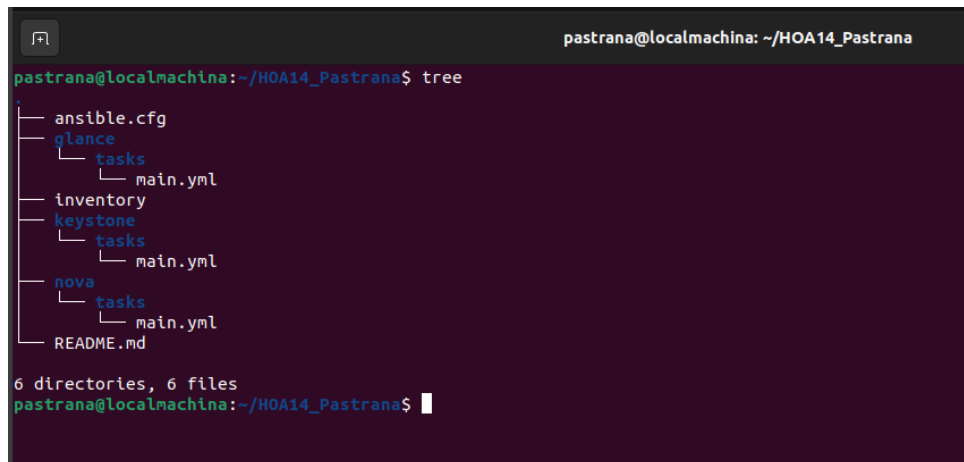 pastrana@localmachina: ~/HOA14_Pastrana
pastrana@localmachina:~/HOA14_Pastrana$ tree
.
├── ansible.cfg
├── glance
│   └── tasks
│       └── main.yml
├── inventory
├── keystone
│   └── tasks
│       └── main.yml
├── nova
│   └── tasks
│       └── main.yml
└── README.md
6 directories, 6 files
pastrana@localmachina:~/HOA14_Pastrana$